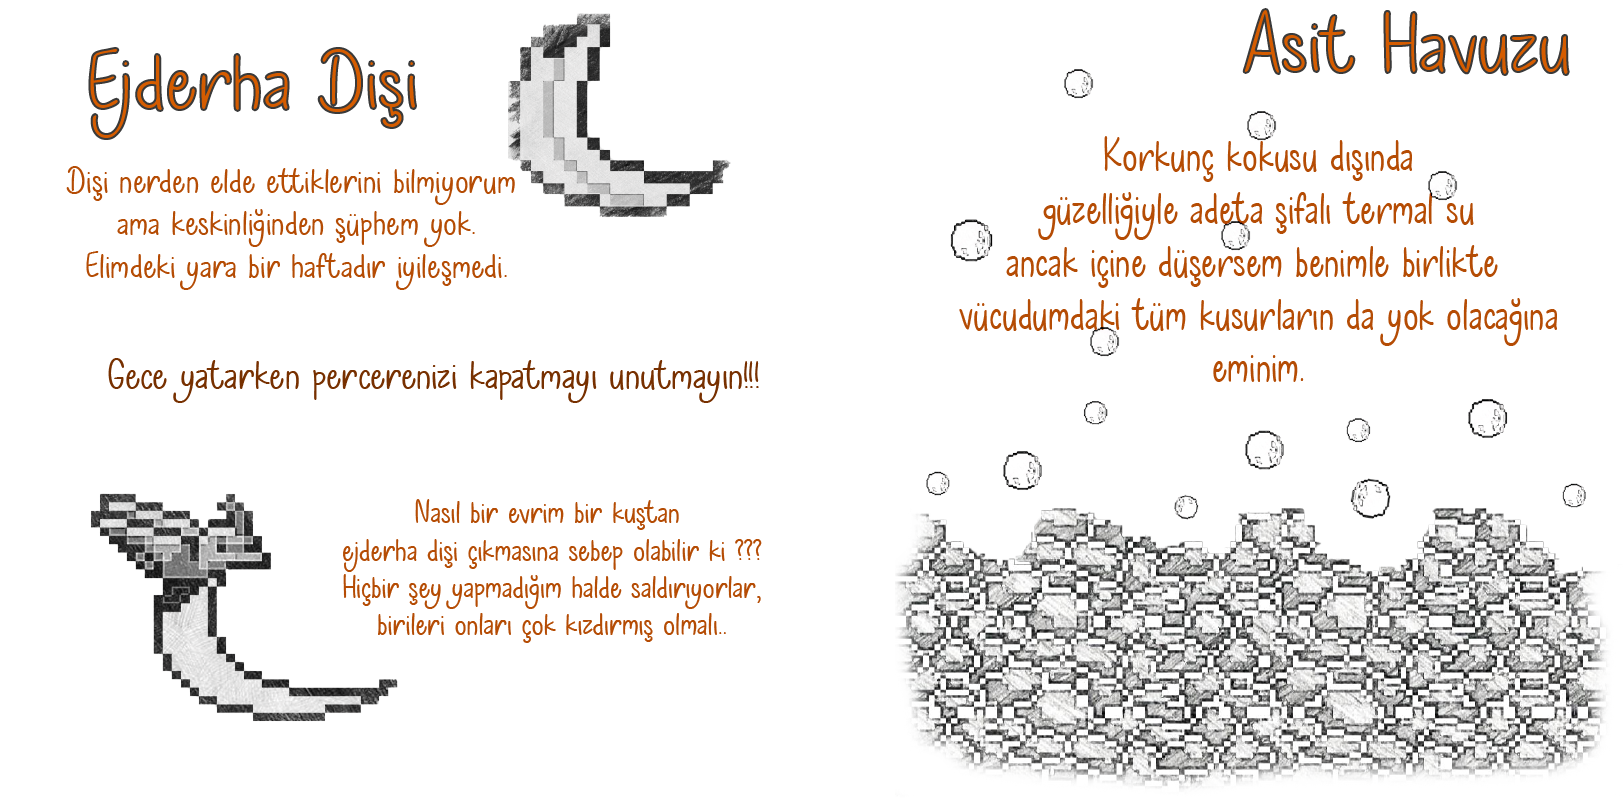 Ejderha Dişi
Dişi nerden elde ettiklerini bilmiyorum
ama keskinliğinden şüphem yok.
Elimdeki yara bir haftadır iyileşmedi.
Gece yatarken percerenizi kapatmayı unutmayın!!!
Nasıl bir evrim bir kuştan
ejderha dişi çıkmasına sebep olabilir ki ???
Hiçbir şey yapmadığım halde saldırıyorlar,
birileri onları çok kızdırmış olmalı..
Asit Havuzu
Korkunç kokusu dışında
güzelliğiyle adeta şifalı termal su
ancak içine düşersem benimle birlikte
vücudumdaki tüm kusurların da yok olacağına
eminim.